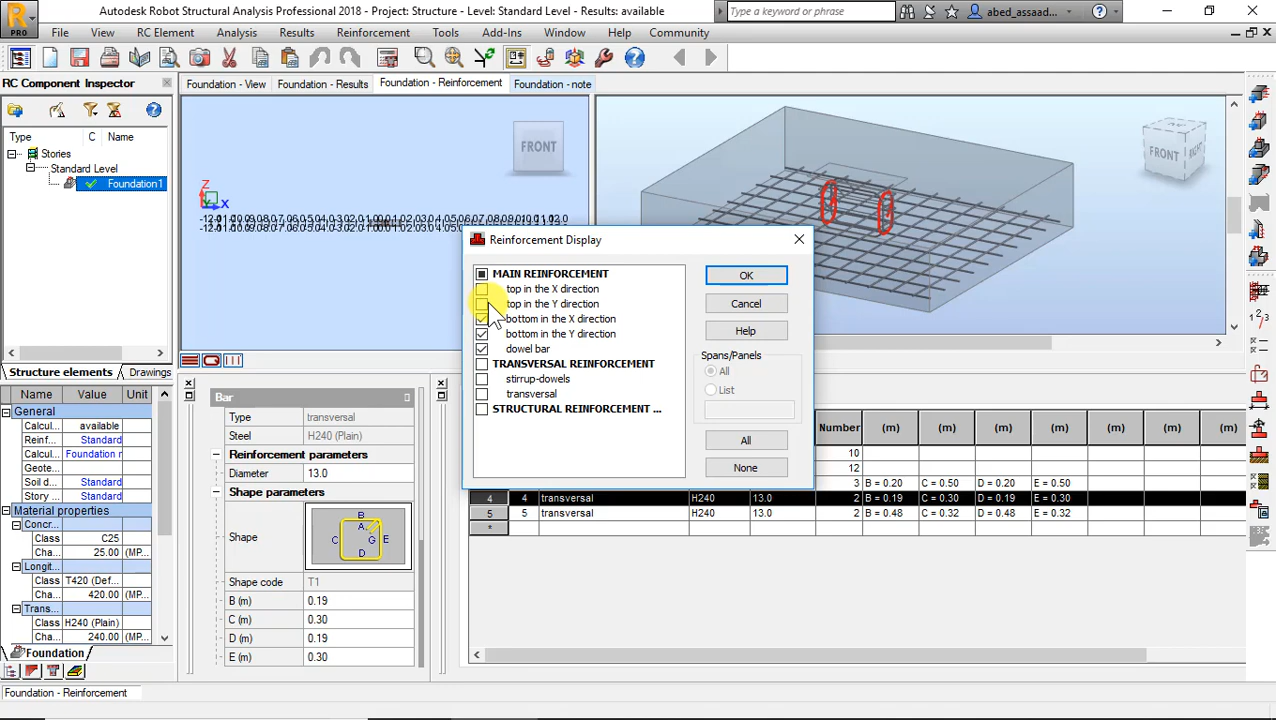 Autodesk Robot Structural Analysis Professional 2018 - Project: Structure - Level: Standard Level - Results: available
Type a keyword or phrase
abed_assaad...
PRO
File View RC Element Analysis Results Reinforcement Tools Add-Ins Window Help Community
RC Component Inspector
Foundation - View
Foundation - Results
Foundation - Reinforcement
Foundation - note
Type C Name
Stories
Standard Level
Foundation1
FRONT
FRONT
RIGHT
Z
X
Reinforcement Display
MAIN REINFORCEMENT
top in the X direction
top in the Y direction
bottom in the X direction
bottom in the Y direction
dowel bar
TRANSVERSAL REINFORCEMENT
stirrup-dowels
transversal
STRUCTURAL REINFORCEMENT ...
OK
Cancel
Help
Spans/Panels
All
List
All
None
Structure elements
Drawings
Name Value Unit
General
Calcu... available
Reinf... Standard
Calcu... Foundation r
Geote...
Soil d... Standard
Story ... Standard
Material properties
Concr...
Class C25
Cha... 25.00 (MP...
Longit...
Class T420 (Def...
Cha... 420.00 (MP...
Trans...
Class H240 (Plain)
Cha... 240.00 (MP...
Foundation
Bar
Type transversal
Steel H240 (Plain)
Reinforcement parameters
Diameter 13.0
Shape parameters
Shape
B
A
C G E
D
Shape code T1
B (m) 0.19
C (m) 0.30
D (m) 0.19
E (m) 0.30
Number (m) (m) (m) (m) (m) (m) (m)
10
12
3 B = 0.20 C = 0.50 D = 0.20 E = 0.50
4 4 transversal H240 13.0 2 B = 0.19 C = 0.30 D = 0.19 E = 0.30
5 5 transversal H240 13.0 2 B = 0.48 C = 0.32 D = 0.48 E = 0.32
*
Foundation - Reinforcement